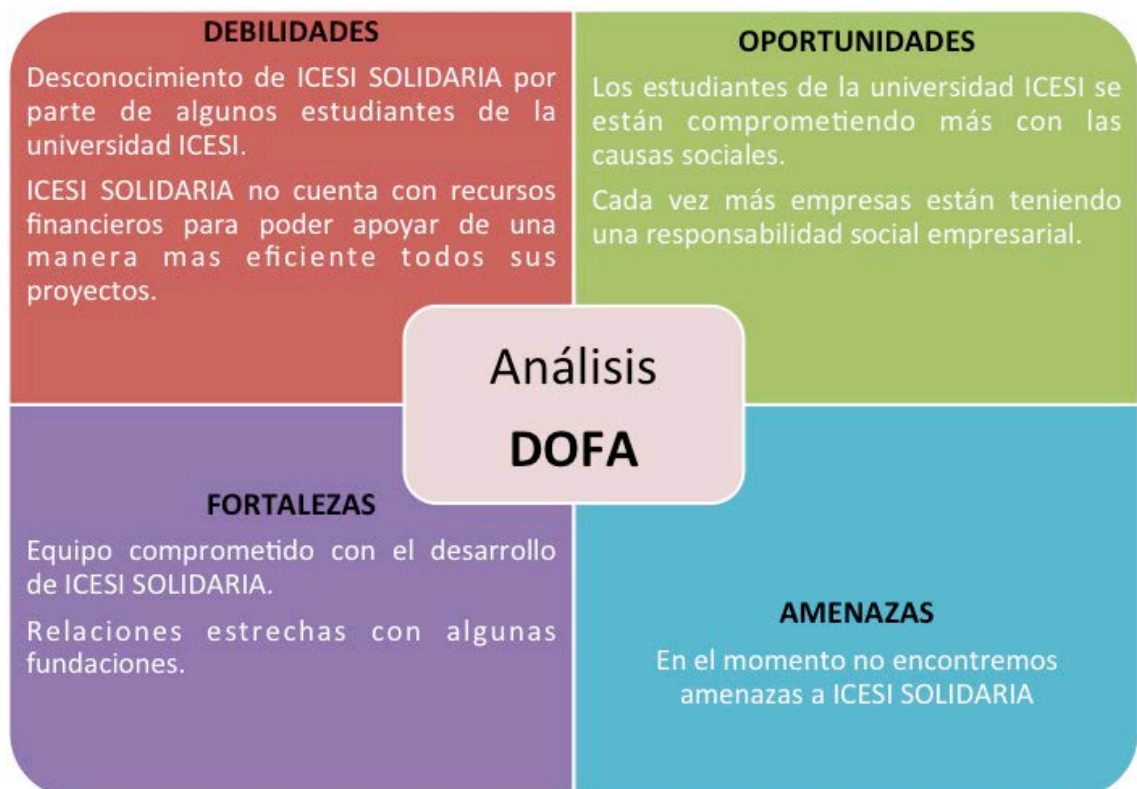 DEBILIDADES
Desconocimiento de ICESI SOLIDARIA por
parte de algunos estudiantes de la
universidad ICESI.
ICESI SOLIDARIA no cuenta con recursos
financieros para poder apoyar de una
manera mas eficiente todos sus
proyectos.
OPORTUNIDADES
Los estudiantes de la universidad ICESI se
están comprometiendo más con las
causas sociales.
Cada vez más empresas están teniendo
una responsabilidad social empresarial.
Análisis
DOFA
FORTALEZAS
Equipo comprometido con el desarrollo
de ICESI SOLIDARIA.
Relaciones estrechas con algunas
fundaciones.
AMENAZAS
En el momento no encontremos
amenazas a ICESI SOLIDARIA